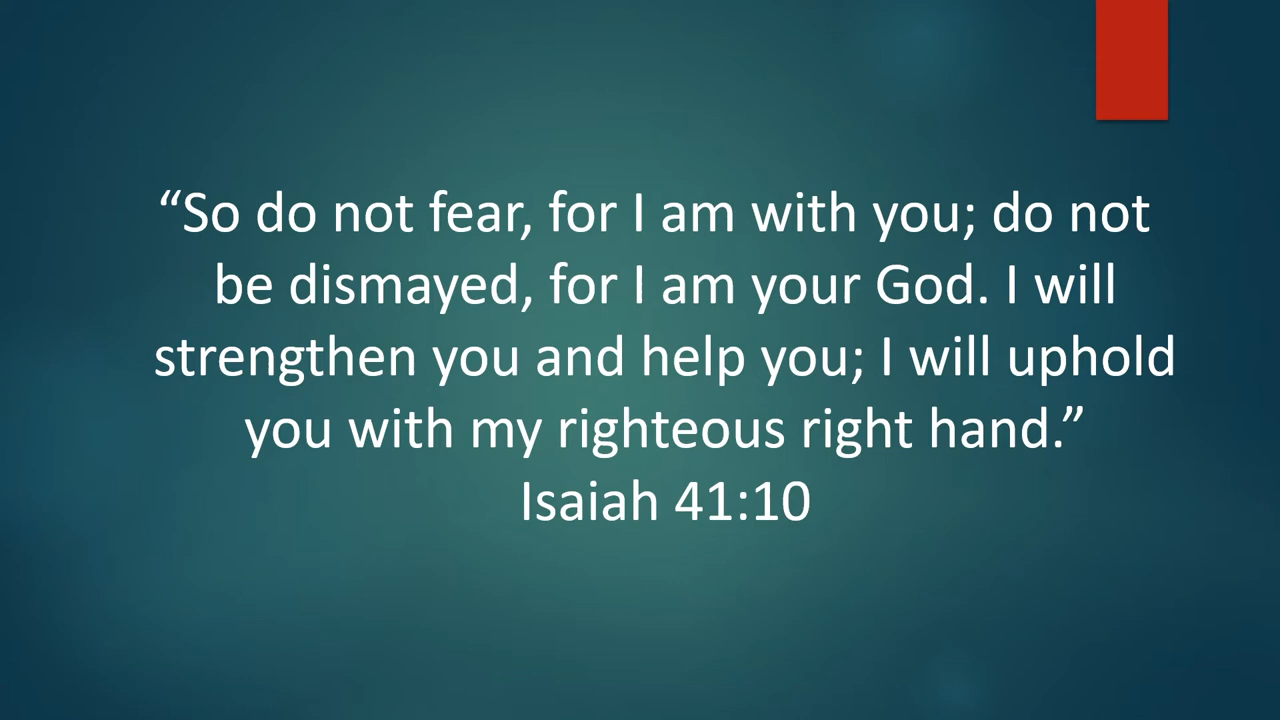 “So do not fear, for I am with you; do not
be dismayed, for I am your God. I will
strengthen you and help you; I will uphold
you with my righteous right hand.”
Isaiah 41:10